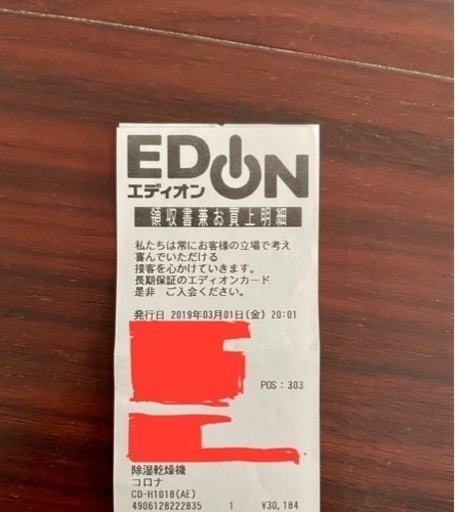 EDION
エディオン
領収書兼お買上明細
私たちは常にお客様の立場で考え
喜んでいただける
接客を心かけていきます。
長期保証のエディオンカード
是非 ご入会ください。
発行日 2019年03月01日(金) 20:01
POS: 303
除湿乾燥機
コロナ
CD-H1018(AE)
4906128222835 1 ¥30,184